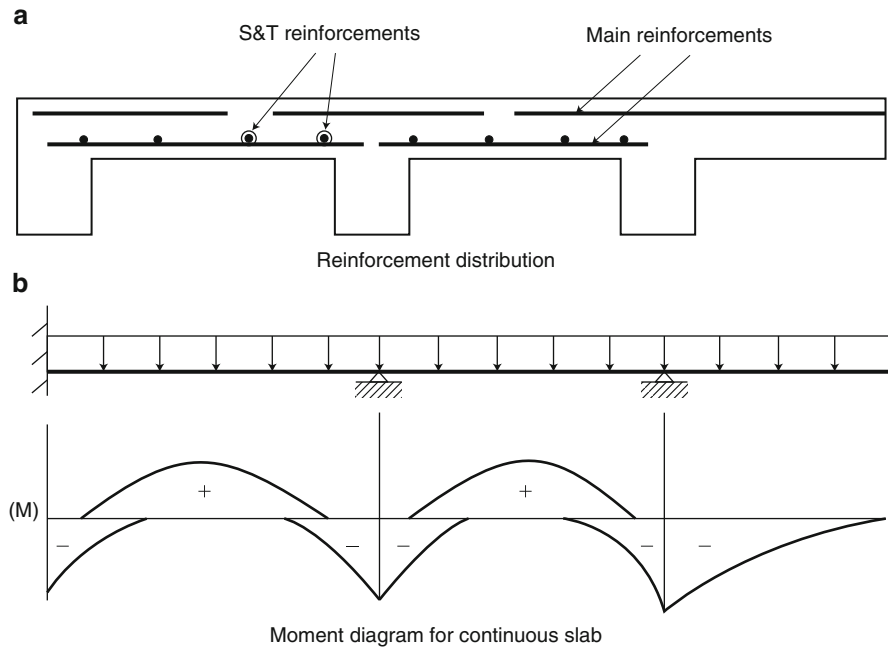 a
S&T reinforcements
Main reinforcements
Reinforcement distribution
b
(M)
+
+
– – – – –
Moment diagram for continuous slab